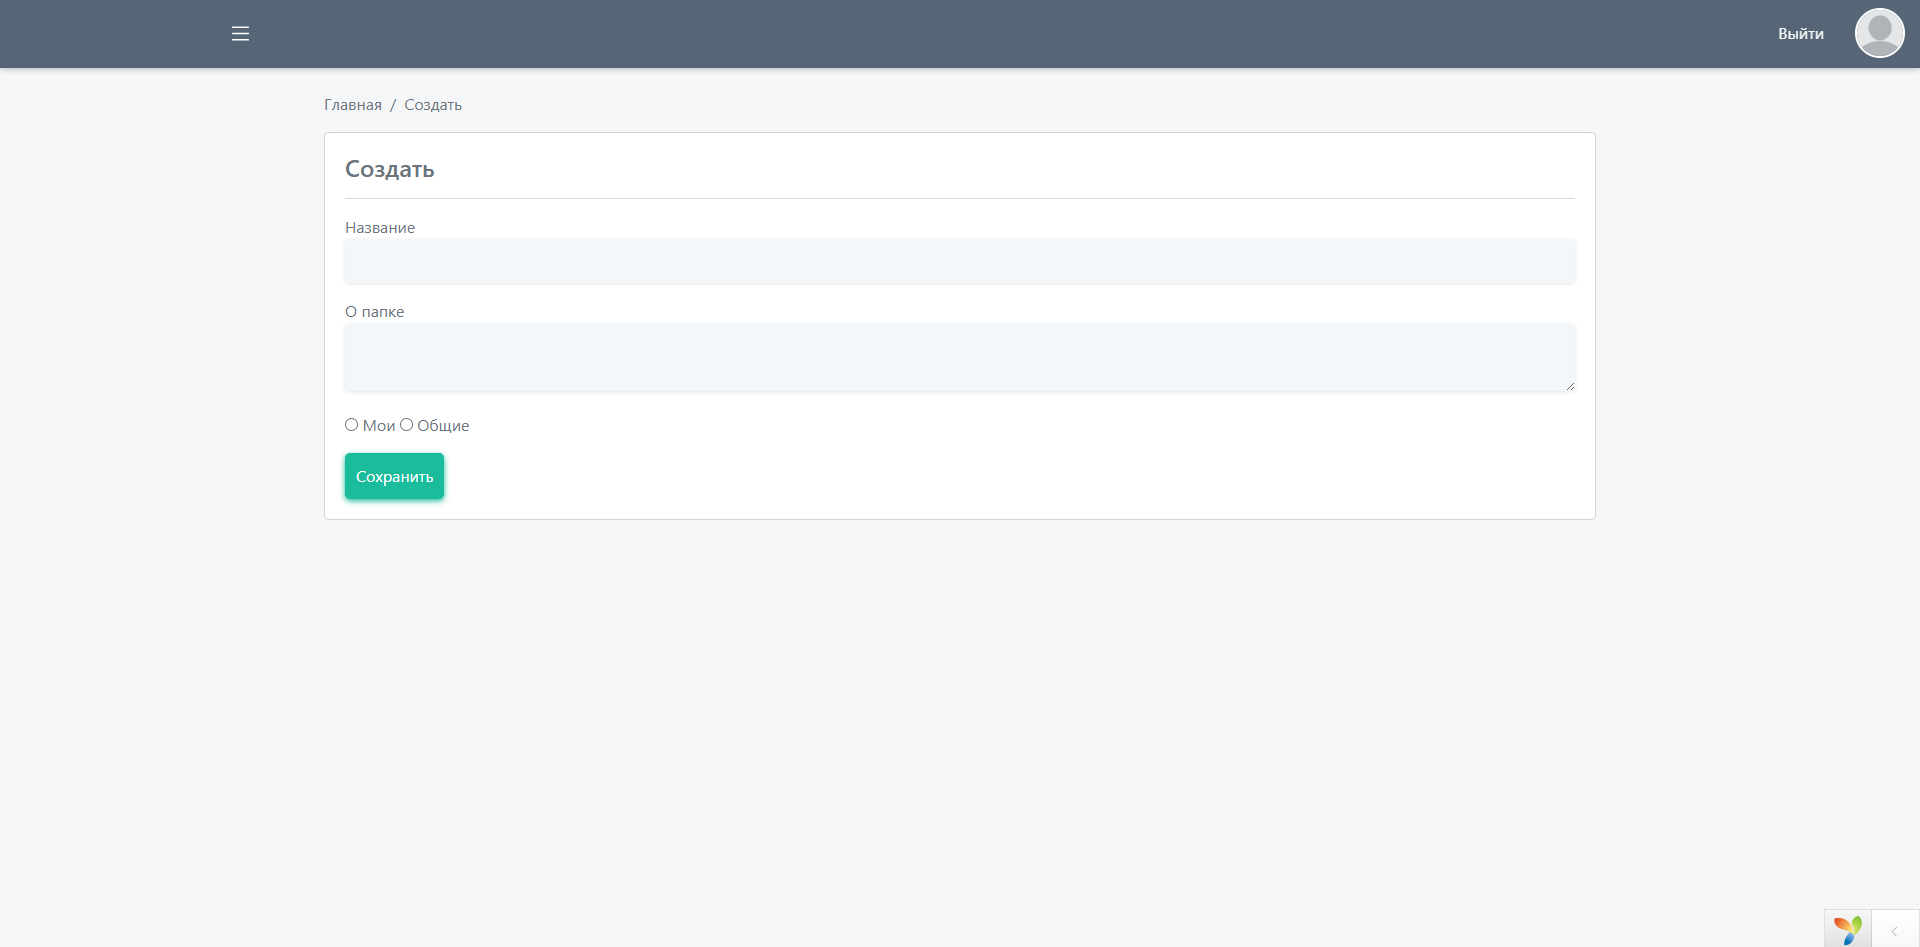 Выйти
Главная / Создать
Создать
Название
О папке
Мои Общие
Сохранить